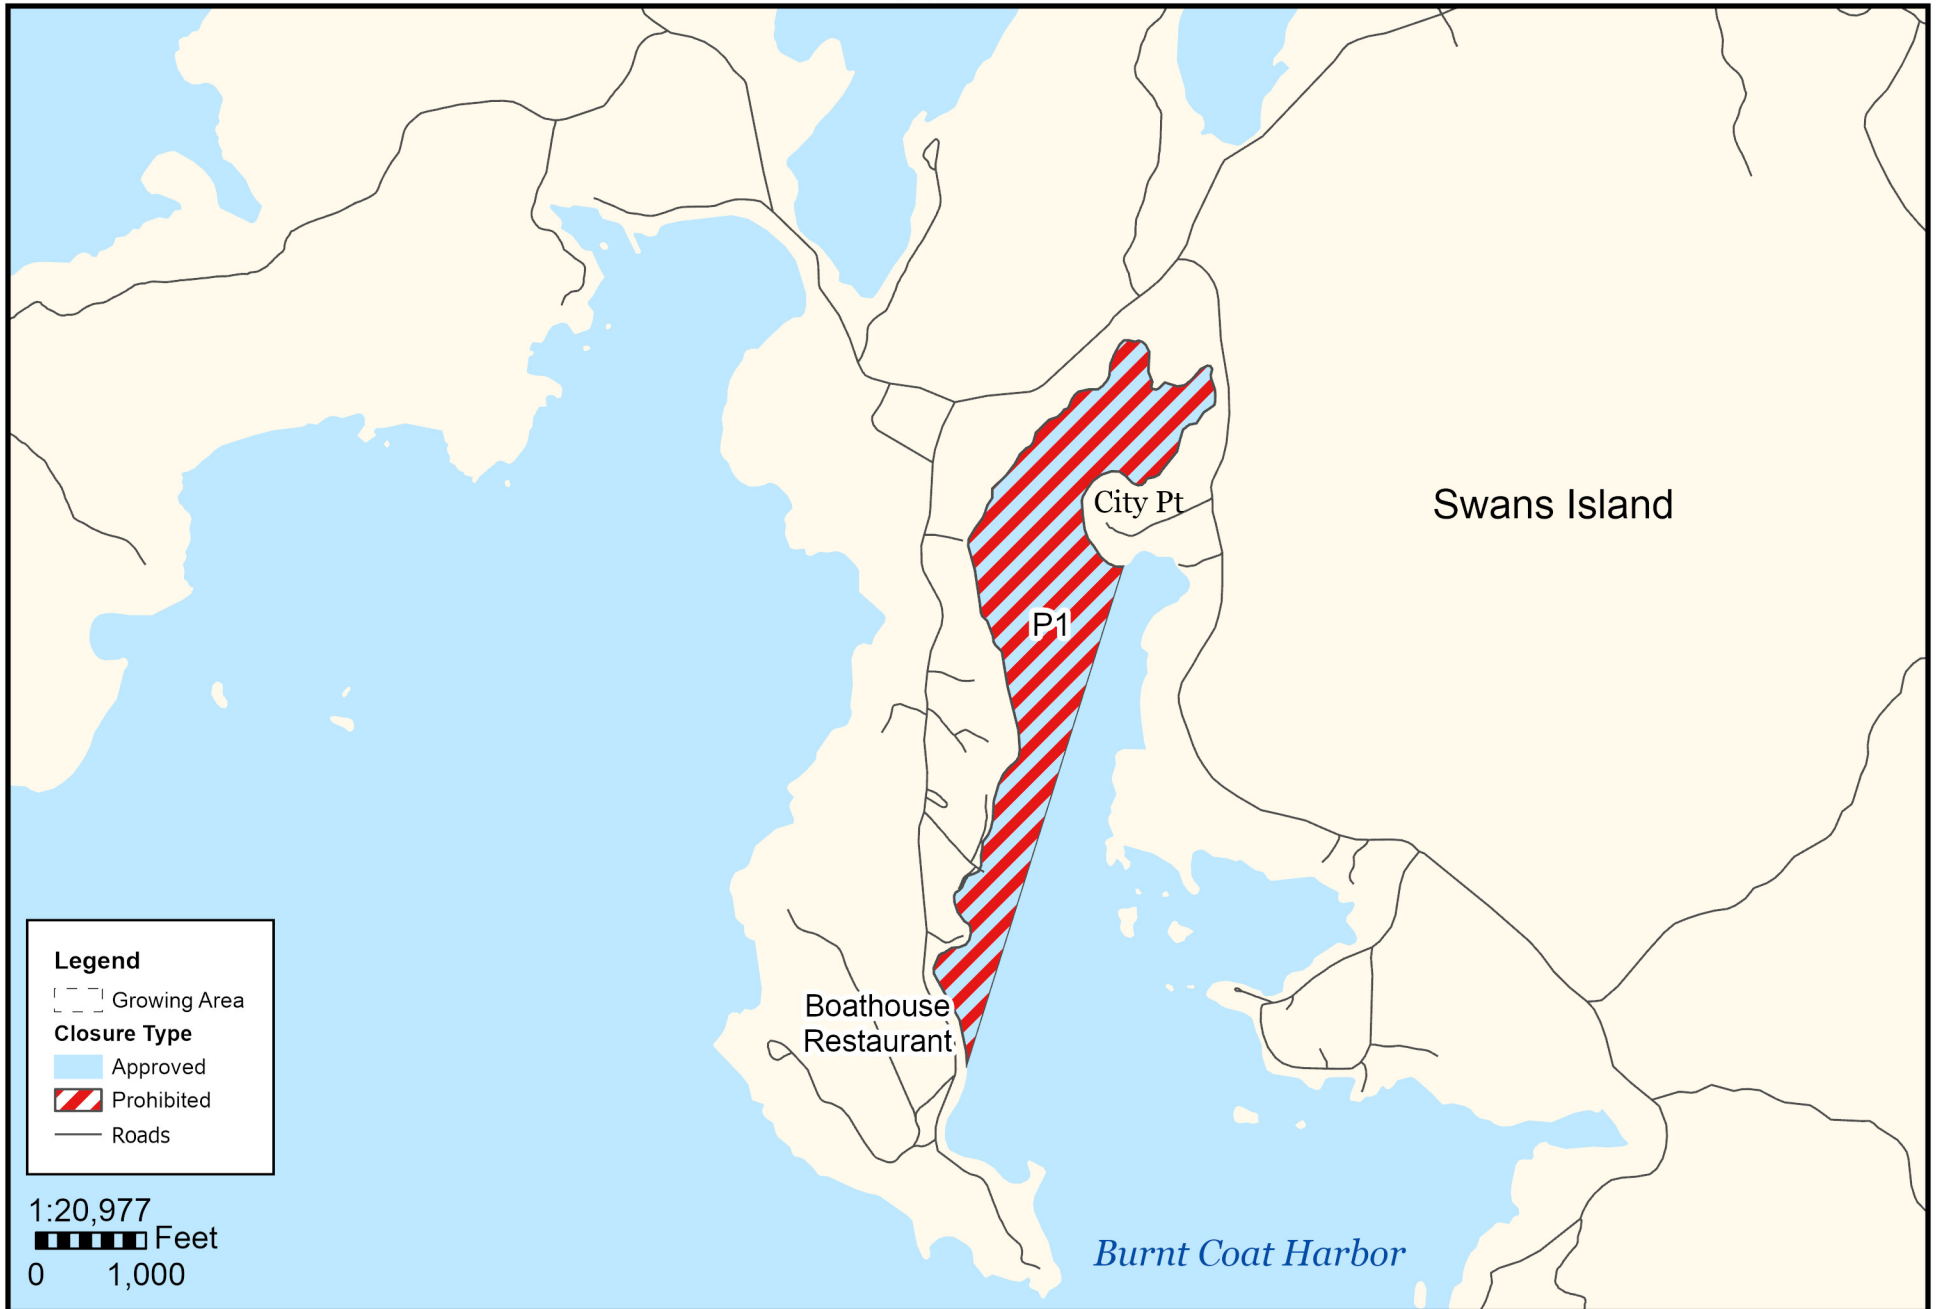 City Pt
Swans Island
P1
Boathouse
Restaurant
Legend
Growing Area
Closure Type
Approved
Prohibited
Roads
1:20,977
Feet
0 1,000
Burnt Coat Harbor